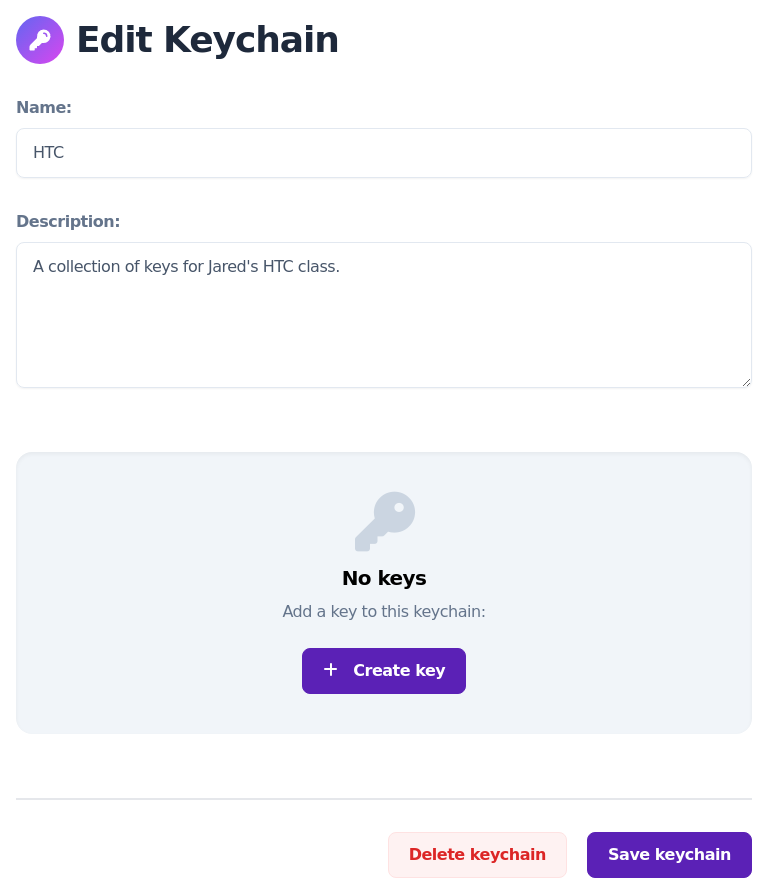 Edit Keychain
Name:
HTC
Description:
A collection of keys for Jared's HTC class.
No keys
Add a key to this keychain:
Create key
Delete keychain
Save keychain